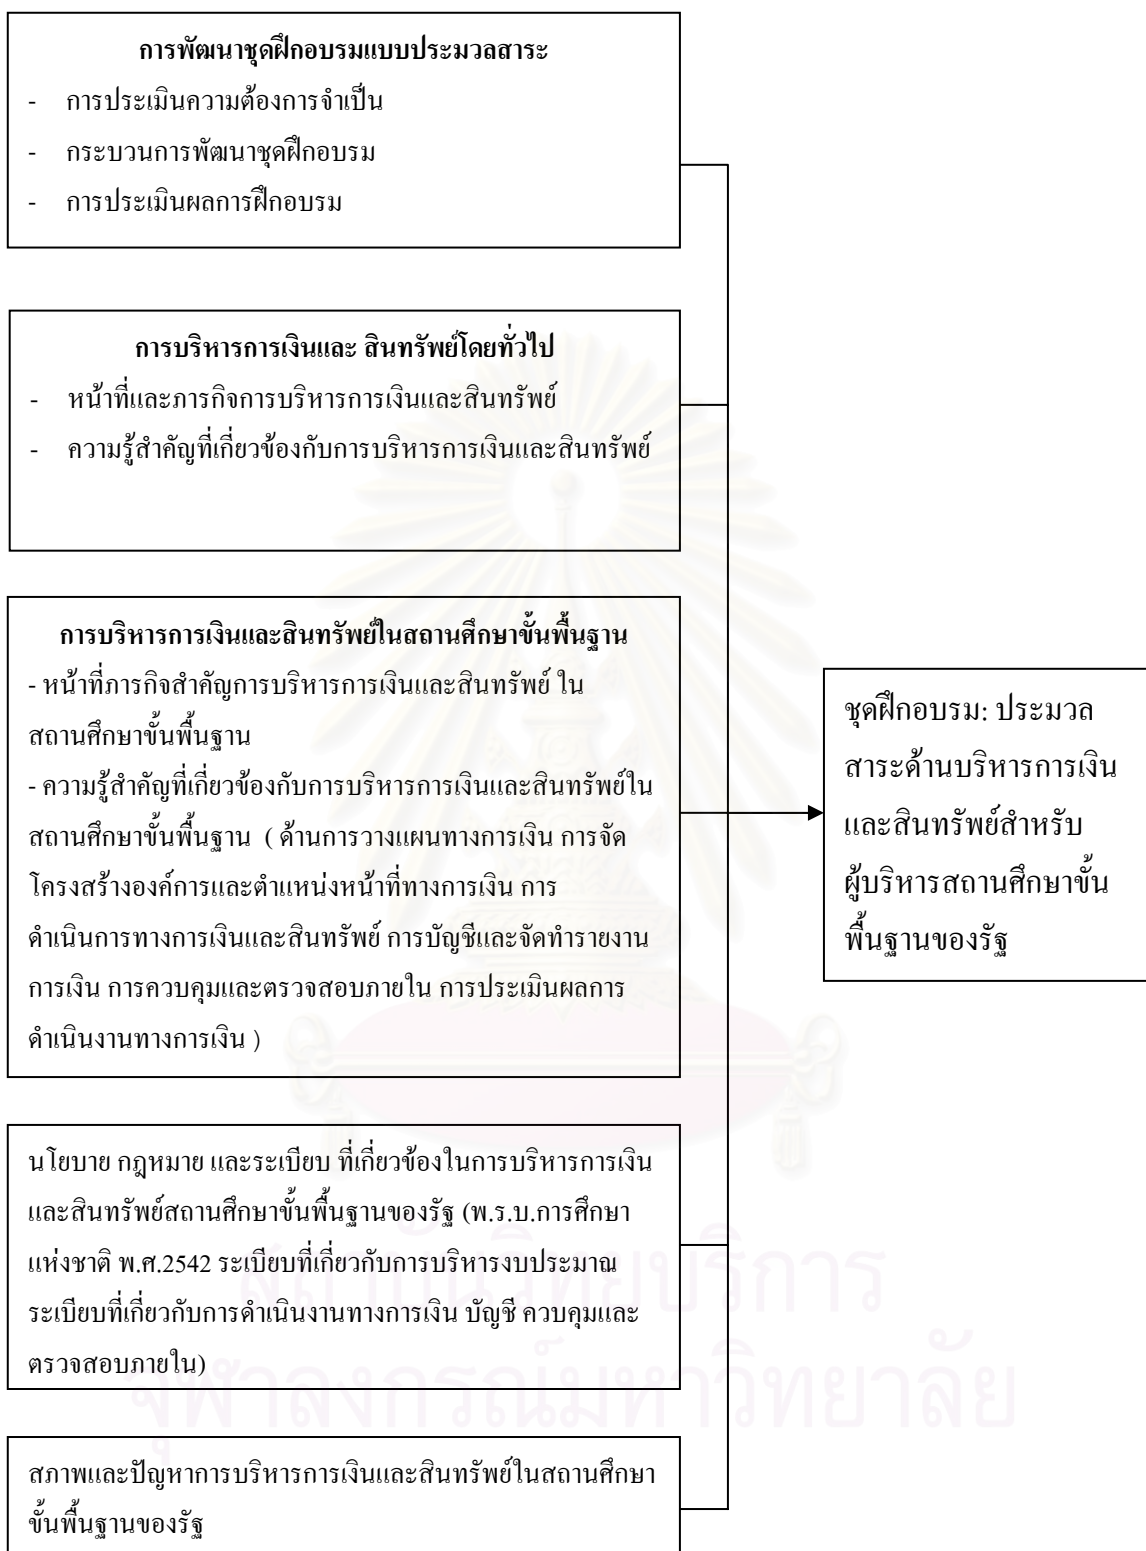 การพัฒนาชุดฝึกอบรมแบบประมวลสาระ
- การประเมินความต้องการจำเป็น
- กระบวนการพัฒนาชุดฝึกอบรม
- การประเมินผลการฝึกอบรม
การบริหารการเงินและ สินทรัพย์โดยทั่วไป
- หน้าที่และภารกิจการบริหารการเงินและสินทรัพย์
- ความรู้สำคัญที่เกี่ยวข้องกับการบริหารการเงินและสินทรัพย์
การบริหารการเงินและสินทรัพย์ในสถานศึกษาขั้นพื้นฐาน
- หน้าที่ภารกิจสำคัญการบริหารการเงินและสินทรัพย์ ใน
สถานศึกษาขั้นพื้นฐาน
- ความรู้สำคัญที่เกี่ยวข้องกับการบริหารการเงินและสินทรัพย์ใน
สถานศึกษาขั้นพื้นฐาน ( ด้านการวางแผนทางการเงิน การจัด
โครงสร้างองค์การและตำแหน่งหน้าที่ทางการเงิน การ
ดำเนินการทางการเงินและสินทรัพย์ การบัญชีและจัดทำรายงาน
การเงิน การควบคุมและตรวจสอบภายใน การประเมินผลการ
ดำเนินงานทางการเงิน )
ชุดฝึกอบรม: ประมวล
สาระด้านบริหารการเงิน
และสินทรัพย์สำหรับ
ผู้บริหารสถานศึกษาขั้น
พื้นฐานของรัฐ
นโยบาย กฎหมาย และระเบียบ ที่เกี่ยวข้องในการบริหารการเงิน
และสินทรัพย์สถานศึกษาขั้นพื้นฐานของรัฐ (พ.ร.บ.การศึกษา
แห่งชาติ พ.ศ.2542 ระเบียบที่เกี่ยวกับการบริหารงบประมาณ
ระเบียบที่เกี่ยวกับการดำเนินงานทางการเงิน บัญชี ควบคุมและ
ตรวจสอบภายใน)
สถาบันวิทยบริการ
จุฬาลงกรณ์มหาวิทยาลัย
สภาพและปัญหาการบริหารการเงินและสินทรัพย์ในสถานศึกษา
ขั้นพื้นฐานของรัฐ